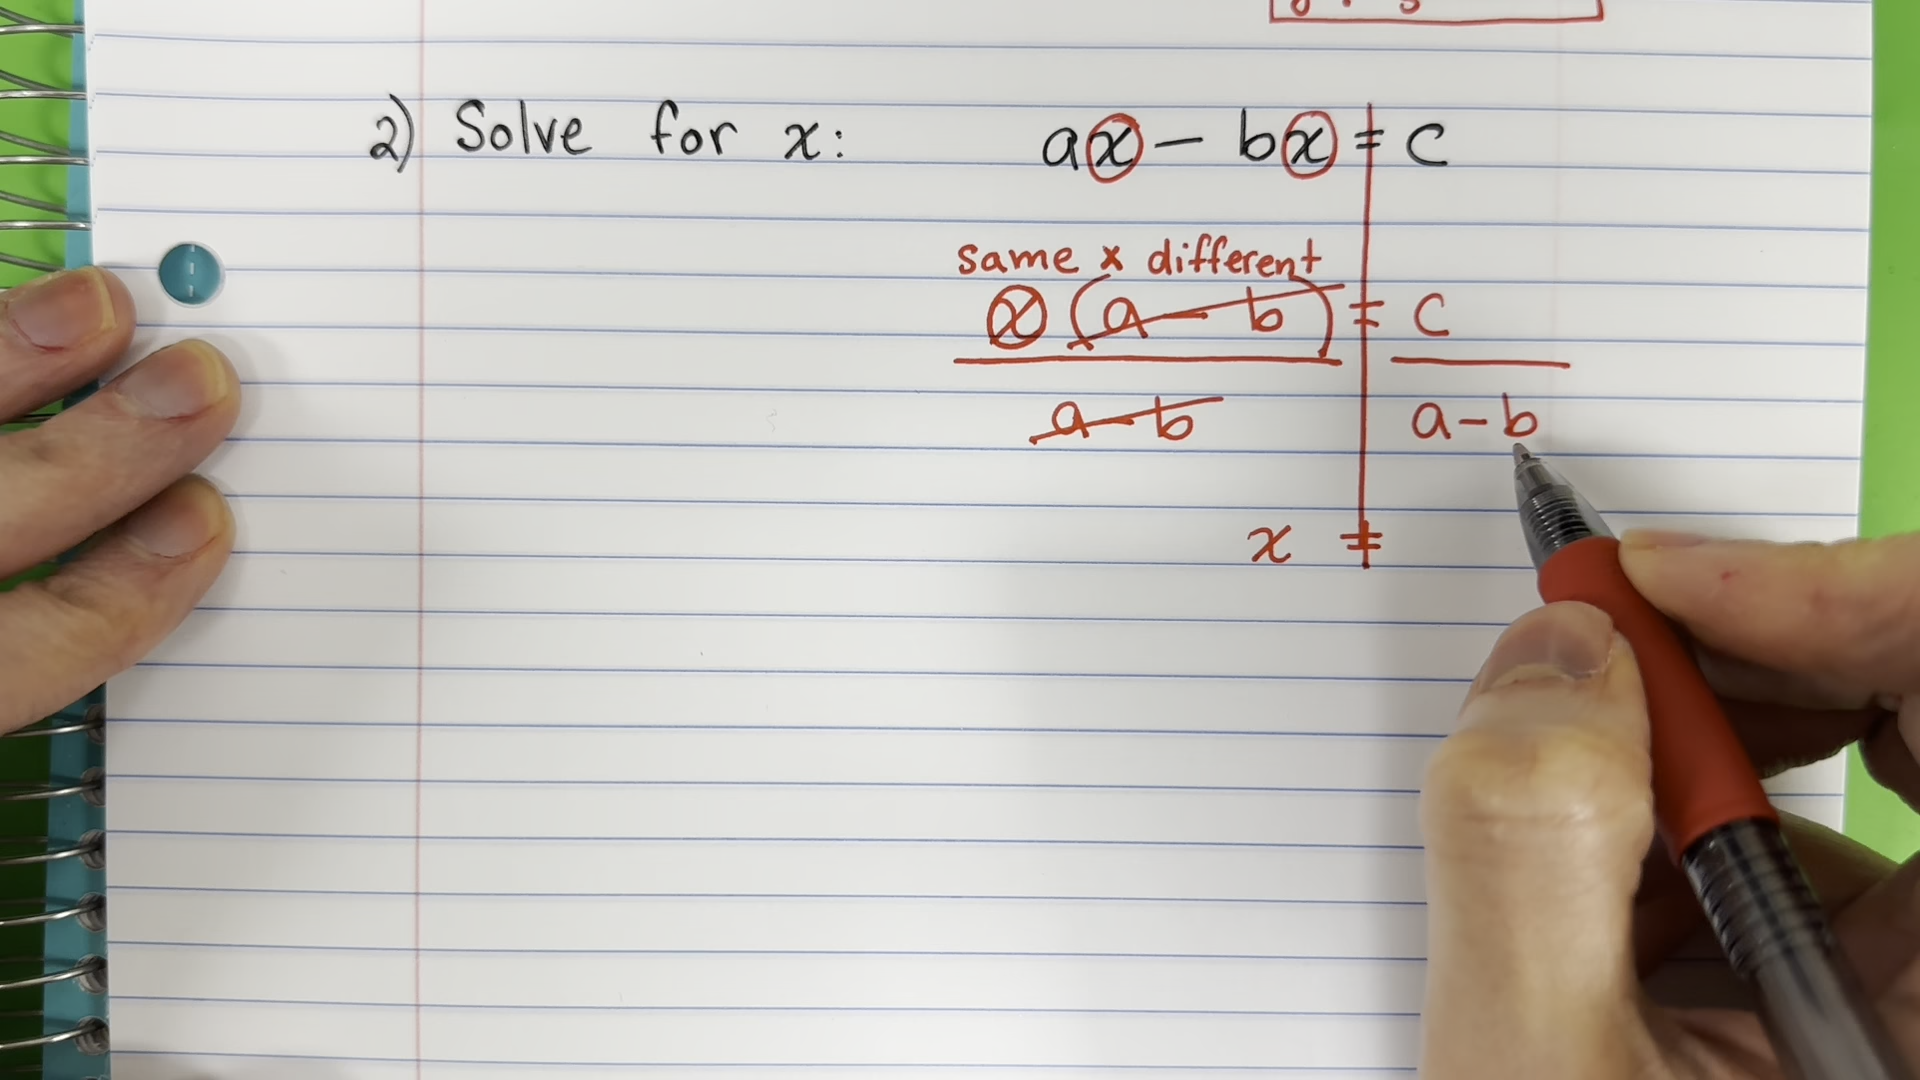 2) Solve for x: ax - bx = c
same x different
x (a - b) = c
a - b a - b
x =